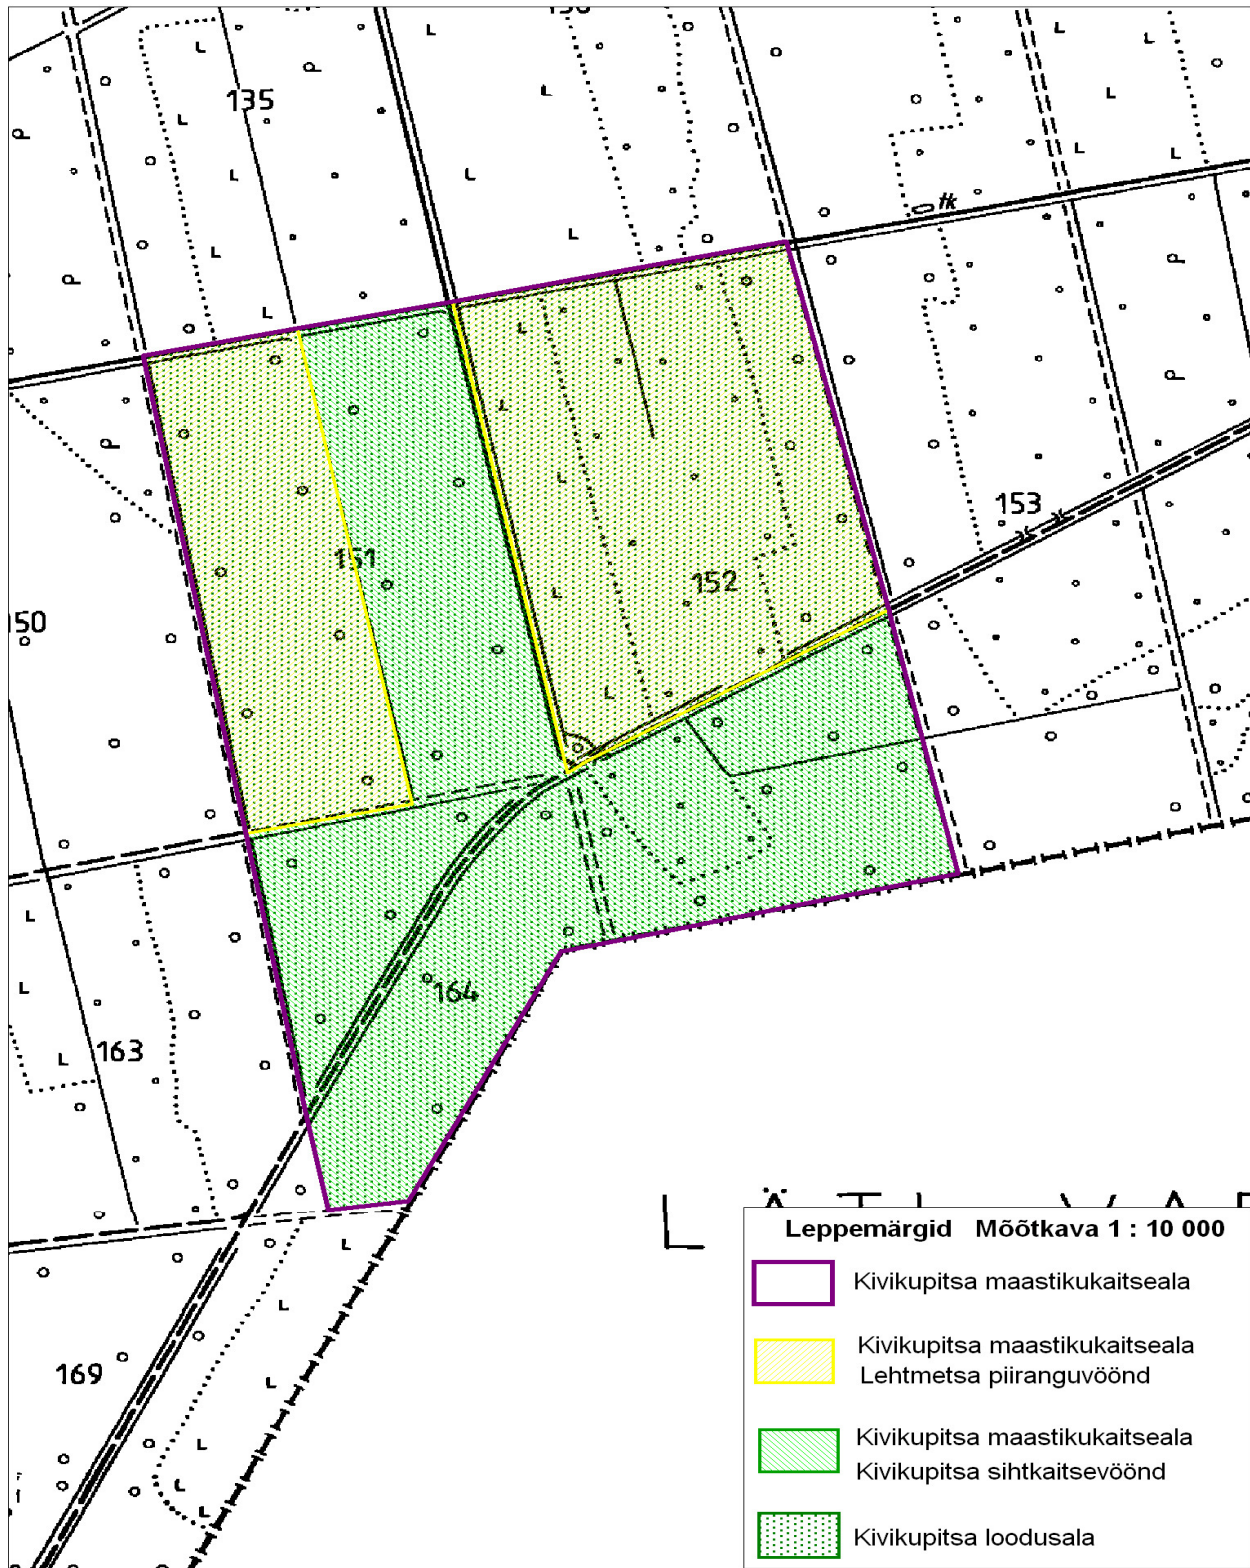 135
tk
153
151
152
150
164
163
169
Leppemärgid Mõõtkava 1 : 10 000
Kivikupitsa maastikukaitseala
Kivikupitsa maastikukaitseala
Lehtmetsa piiranguvöönd
Kivikupitsa maastikukaitseala
Kivikupitsa sihtkaitsevöönd
Kivikupitsa loodusala